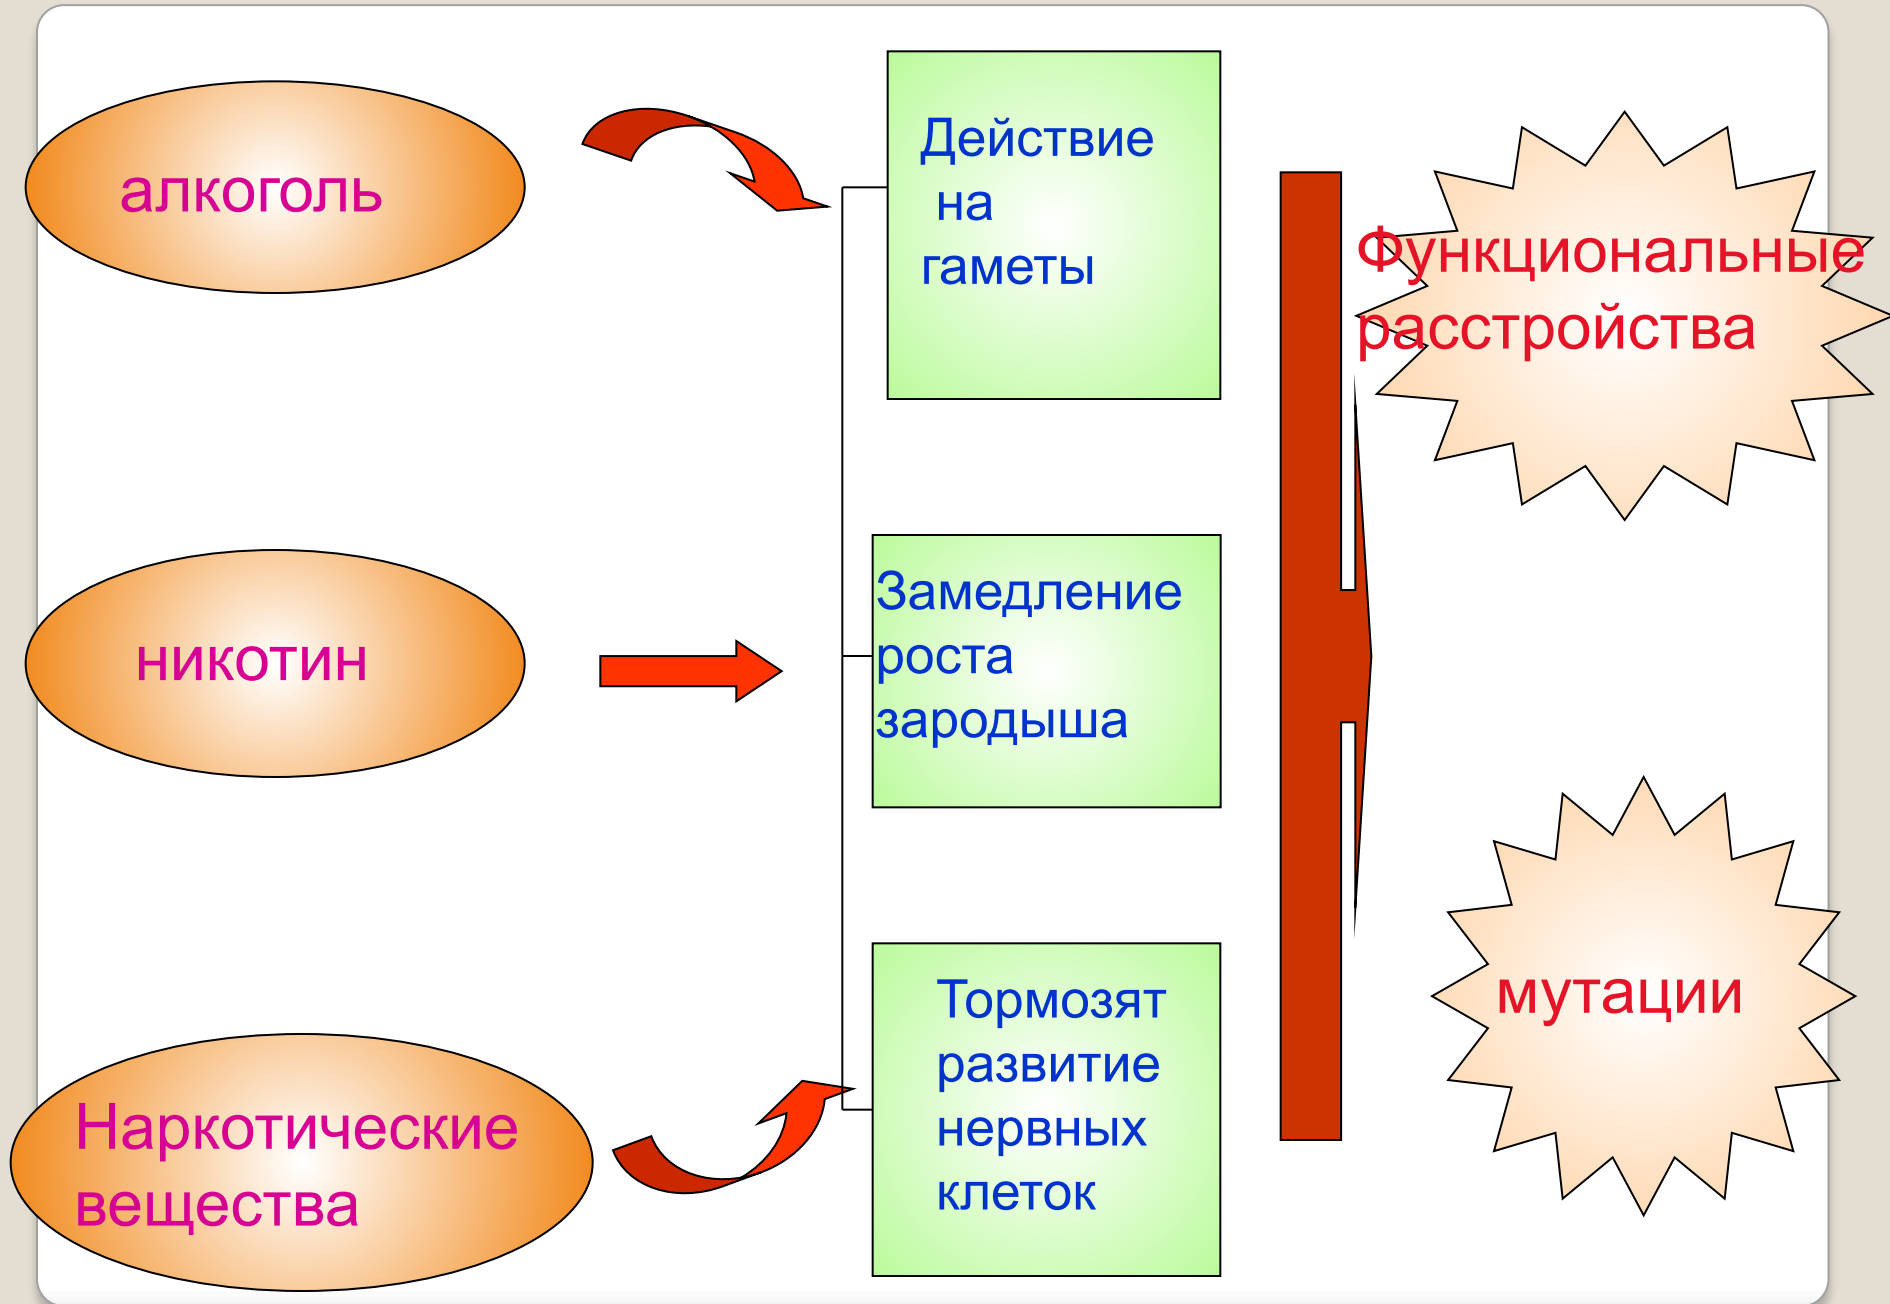 алкоголь
Действие
на
гаметы
Функциональные
расстройства
никотин
Замедление
роста
зародыша
Наркотические
вещества
Тормозят
развитие
нервных
клеток
мутации